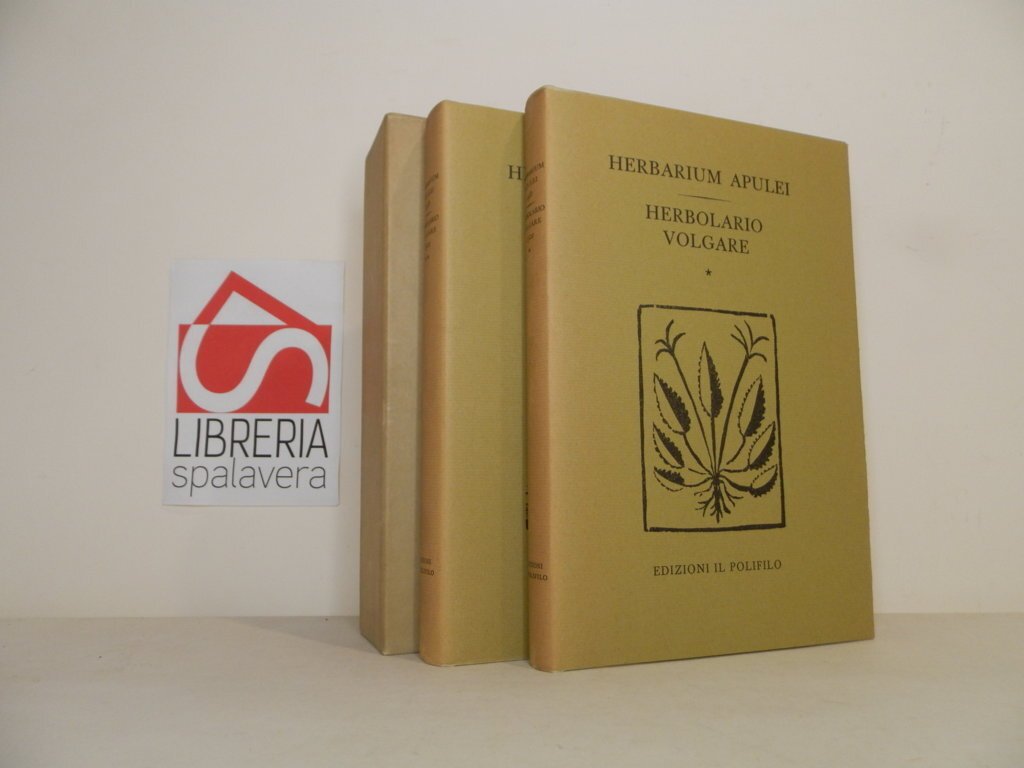 HERBARIUM APULEI
HERBOLARIO
VOLGARE
*
EDIZIONI IL POLIFILO
LIBRERIA
spalavera